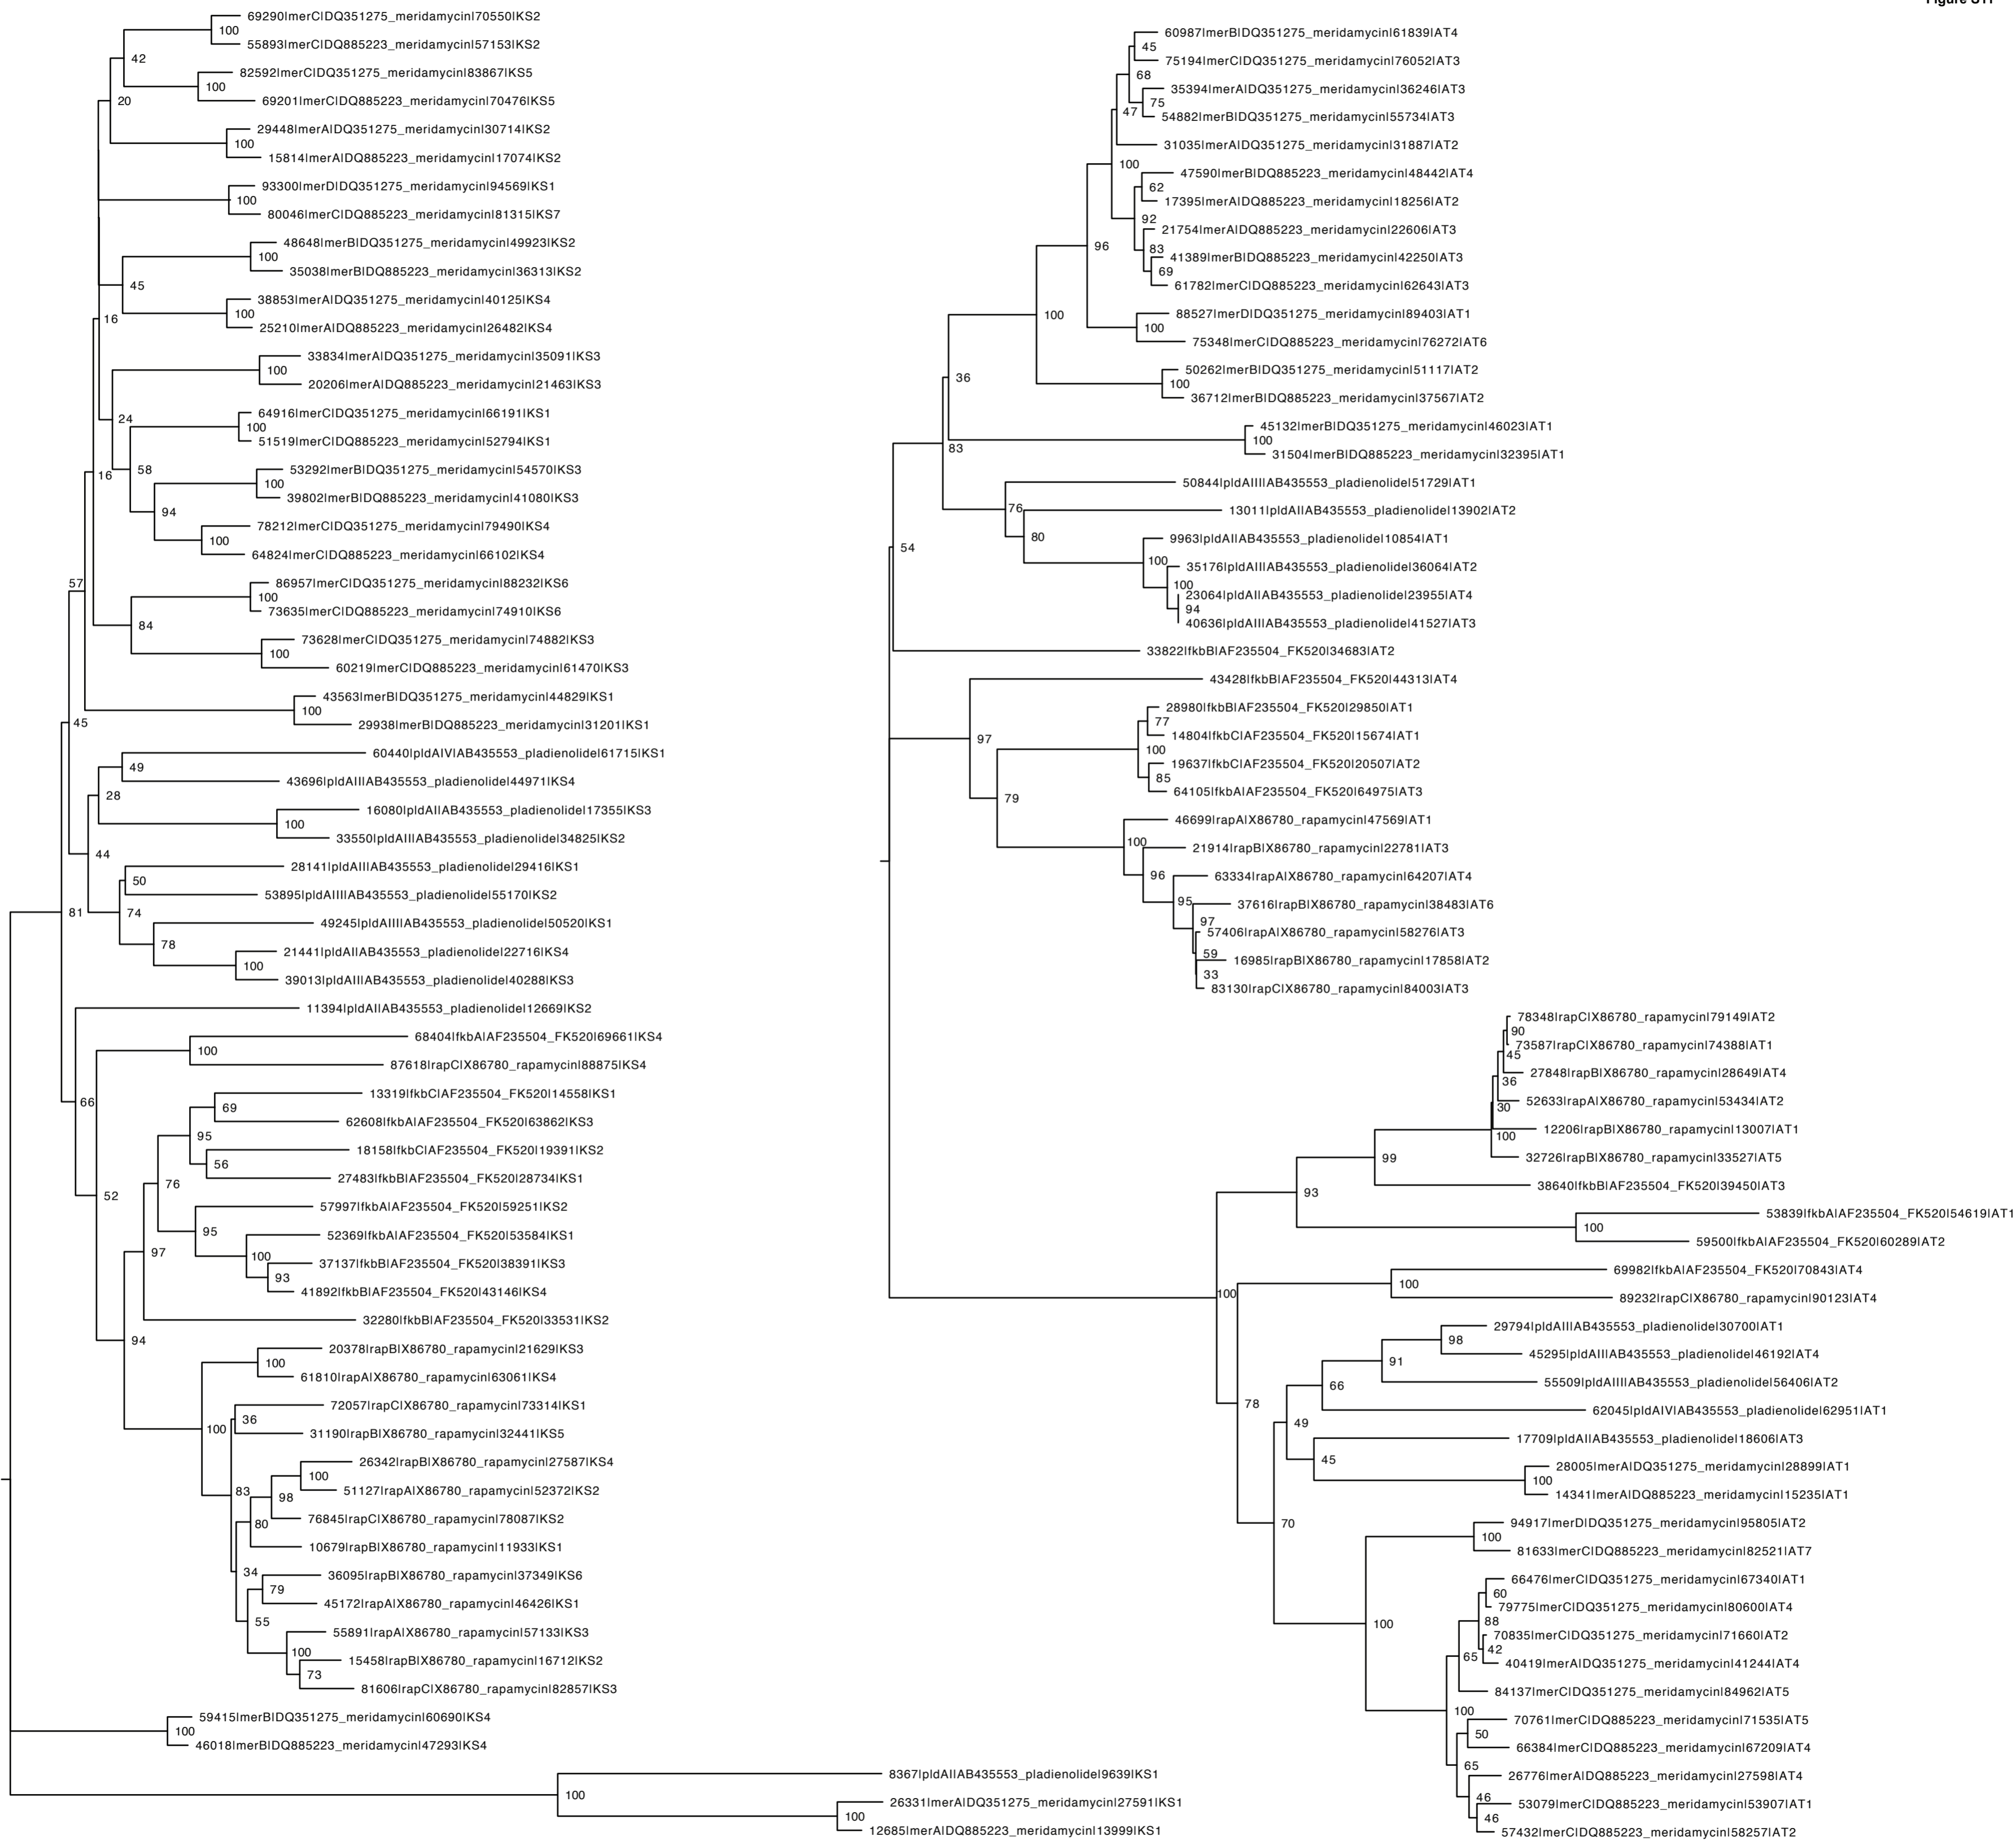 Figure
69290|merC|DQ351275_meridamycin|70550|KS2
100
55893|merC|DQ885223_meridamycin|57153|KS2
42
82592|merC|DQ351275_meridamycin|83867|KS5
100
69201|merC|DQ885223_meridamycin|70476|KS5
20
29448|merA|DQ351275_meridamycin|30714|KS2
100
15814|merA|DQ885223_meridamycin|17074|KS2
93300|merD|DQ351275_meridamycin|94569|KS1
100
80046|merC|DQ885223_meridamycin|81315|KS7
48648|merB|DQ351275_meridamycin|49923|KS2
100
35038|merB|DQ885223_meridamycin|36313|KS2
45
38853|merA|DQ351275_meridamycin|40125|KS4
100
25210|merA|DQ885223_meridamycin|26482|KS4
16
33834|merA|DQ351275_meridamycin|35091|KS3
100
20206|merA|DQ885223_meridamycin|21463|KS3
24
64916|merC|DQ351275_meridamycin|66191|KS1
100
51519|merC|DQ885223_meridamycin|52794|KS1
58
53292|merB|DQ351275_meridamycin|54570|KS3
16
100
39802|merB|DQ885223_meridamycin|41080|KS3
94
78212|merC|DQ351275_meridamycin|79490|KS4
100
64824|merC|DQ885223_meridamycin|66102|KS4
57
86957|merC|DQ351275_meridamycin|88232|KS6
100
73635|merC|DQ885223_meridamycin|74910|KS6
84
73628|merC|DQ351275_meridamycin|74882|KS3
100
60219|merC|DQ885223_meridamycin|61470|KS3
43563|merB|DQ351275_meridamycin|44829|KS1
100
29938|merB|DQ885223_meridamycin|31201|KS1
45
60440|pldAIV|AB435553_pladienolide|61715|KS1
49
43696|pldAIII|AB435553_pladienolide|44971|KS4
28
16080|pldAI|AB435553_pladienolide|17355|KS3
100
33550|pldAII|AB435553_pladienolide|34825|KS2
44
28141|pldAII|AB435553_pladienolide|29416|KS1
50
53895|pldAIII|AB435553_pladienolide|55170|KS2
81
74
49245|pldAIII|AB435553_pladienolide|50520|KS1
78
21441|pldAI|AB435553_pladienolide|22716|KS4
100
39013|pldAII|AB435553_pladienolide|40288|KS3
11394|pldAI|AB435553_pladienolide|12669|KS2
68404|fkbA|AF235504_FK520|69661|KS4
100
87618|rapC|X86780_rapamycin|88875|KS4
66
13319|fkbC|AF235504_FK520|14558|KS1
69
62608|fkbA|AF235504_FK520|63862|KS3
95
18158|fkbC|AF235504_FK520|19391|KS2
56
27483|fkbB|AF235504_FK520|28734|KS1
76
52
57997|fkbA|AF235504_FK520|59251|KS2
95
52369|fkbA|AF235504_FK520|53584|KS1
97
100
37137|fkbB|AF235504_FK520|38391|KS3
93
41892|fkbB|AF235504_FK520|43146|KS4
32280|fkbB|AF235504_FK520|33531|KS2
94
20378|rapB|X86780_rapamycin|21629|KS3
100
61810|rapA|X86780_rapamycin|63061|KS4
72057|rapC|X86780_rapamycin|73314|KS1
100
36
31190|rapB|X86780_rapamycin|32441|KS5
26342|rapB|X86780_rapamycin|27587|KS4
100
51127|rapA|X86780_rapamycin|52372|KS2
83
98
76845|rapC|X86780_rapamycin|78087|KS2
80
10679|rapB|X86780_rapamycin|11933|KS1
34
36095|rapB|X86780_rapamycin|37349|KS6
79
45172|rapA|X86780_rapamycin|46426|KS1
55
55891|rapA|X86780_rapamycin|57133|KS3
100
15458|rapB|X86780_rapamycin|16712|KS2
73
81606|rapC|X86780_rapamycin|82857|KS3
59415|merB|DQ351275_meridamycin|60690|KS4
100
46018|merB|DQ885223_meridamycin|47293|KS4
8367|pldAI|AB435553_pladienolide|9639|KS1
100
26331|merA|DQ351275_meridamycin|27591|KS1
100
12685|merA|DQ885223_meridamycin|13999|KS1
60987|merB|DQ351275_meridamycin|61839|AT4
45
75194|merC|DQ351275_meridamycin|76052|AT3
68
35394|merA|DQ351275_meridamycin|36246|AT3
75
47
54882|merB|DQ351275_meridamycin|55734|AT3
31035|merA|DQ351275_meridamycin|31887|AT2
100
47590|merB|DQ885223_meridamycin|48442|AT4
62
17395|merA|DQ885223_meridamycin|18256|AT2
92
21754|merA|DQ885223_meridamycin|22606|AT3
96
83
41389|merB|DQ885223_meridamycin|42250|AT3
69
61782|merC|DQ885223_meridamycin|62643|AT3
100
88527|merD|DQ351275_meridamycin|89403|AT1
100
75348|merC|DQ885223_meridamycin|76272|AT6
36
50262|merB|DQ351275_meridamycin|51117|AT2
100
36712|merB|DQ885223_meridamycin|37567|AT2
45132|merB|DQ351275_meridamycin|46023|AT1
83
100
31504|merB|DQ885223_meridamycin|32395|AT1
50844|pldAIII|AB435553_pladienolide|51729|AT1
76
13011|pldAI|AB435553_pladienolide|13902|AT2
80
9963|pldAI|AB435553_pladienolide|10854|AT1
54
100
35176|pldAII|AB435553_pladienolide|36064|AT2
100
23064|pldAI|AB435553_pladienolide|23955|AT4
94
40636|pldAII|AB435553_pladienolide|41527|AT3
33822|fkbB|AF235504_FK520|34683|AT2
43428|fkbB|AF235504_FK520|44313|AT4
28980|fkbB|AF235504_FK520|29850|AT1
77
97
14804|fkbC|AF235504_FK520|15674|AT1
100
19637|fkbC|AF235504_FK520|20507|AT2
85
64105|fkbA|AF235504_FK520|64975|AT3
79
46699|rapA|X86780_rapamycin|47569|AT1
100
21914|rapB|X86780_rapamycin|22781|AT3
96
63334|rapA|X86780_rapamycin|64207|AT4
95
37616|rapB|X86780_rapamycin|38483|AT6
97
57406|rapA|X86780_rapamycin|58276|AT3
59
16985|rapB|X86780_rapamycin|17858|AT2
33
83130|rapC|X86780_rapamycin|84003|AT3
78348|rapC|X86780_rapamycin|79149|AT2
90
73587|rapC|X86780_rapamycin|74388|AT1
45
27848|rapB|X86780_rapamycin|28649|AT4
36
52633|rapA|X86780_rapamycin|53434|AT2
30
12206|rapB|X86780_rapamycin|13007|AT1
100
32726|rapB|X86780_rapamycin|33527|AT5
99
38640|fkbB|AF235504_FK520|39450|AT3
93
53839|fkbA|AF235504_FK520|54619|AT1
100
59500|fkbA|AF235504_FK520|60289|AT2
69982|fkbA|AF235504_FK520|70843|AT4
100
100
89232|rapC|X86780_rapamycin|90123|AT4
29794|pldAII|AB435553_pladienolide|30700|AT1
98
45295|pldAII|AB435553_pladienolide|46192|AT4
91
55509|pldAIII|AB435553_pladienolide|56406|AT2
66
78
62045|pldAIV|AB435553_pladienolide|62951|AT1
49
17709|pldAI|AB435553_pladienolide|18606|AT3
45
28005|merA|DQ351275_meridamycin|28899|AT1
100
14341|merA|DQ885223_meridamycin|15235|AT1
70
94917|merD|DQ351275_meridamycin|95805|AT2
100
81633|merC|DQ885223_meridamycin|82521|AT7
66476|merC|DQ351275_meridamycin|67340|AT1
60
79775|merC|DQ351275_meridamycin|80600|AT4
100
88
70835|merC|DQ351275_meridamycin|71660|AT2
42
65
40419|merA|DQ351275_meridamycin|41244|AT4
84137|merC|DQ351275_meridamycin|84962|AT5
100
70761|merC|DQ885223_meridamycin|71535|AT5
50
66384|merC|DQ885223_meridamycin|67209|AT4
65
26776|merA|DQ885223_meridamycin|27598|AT4
46
53079|merC|DQ885223_meridamycin|53907|AT1
46
57432|merC|DQ885223_meridamycin|58257|AT2